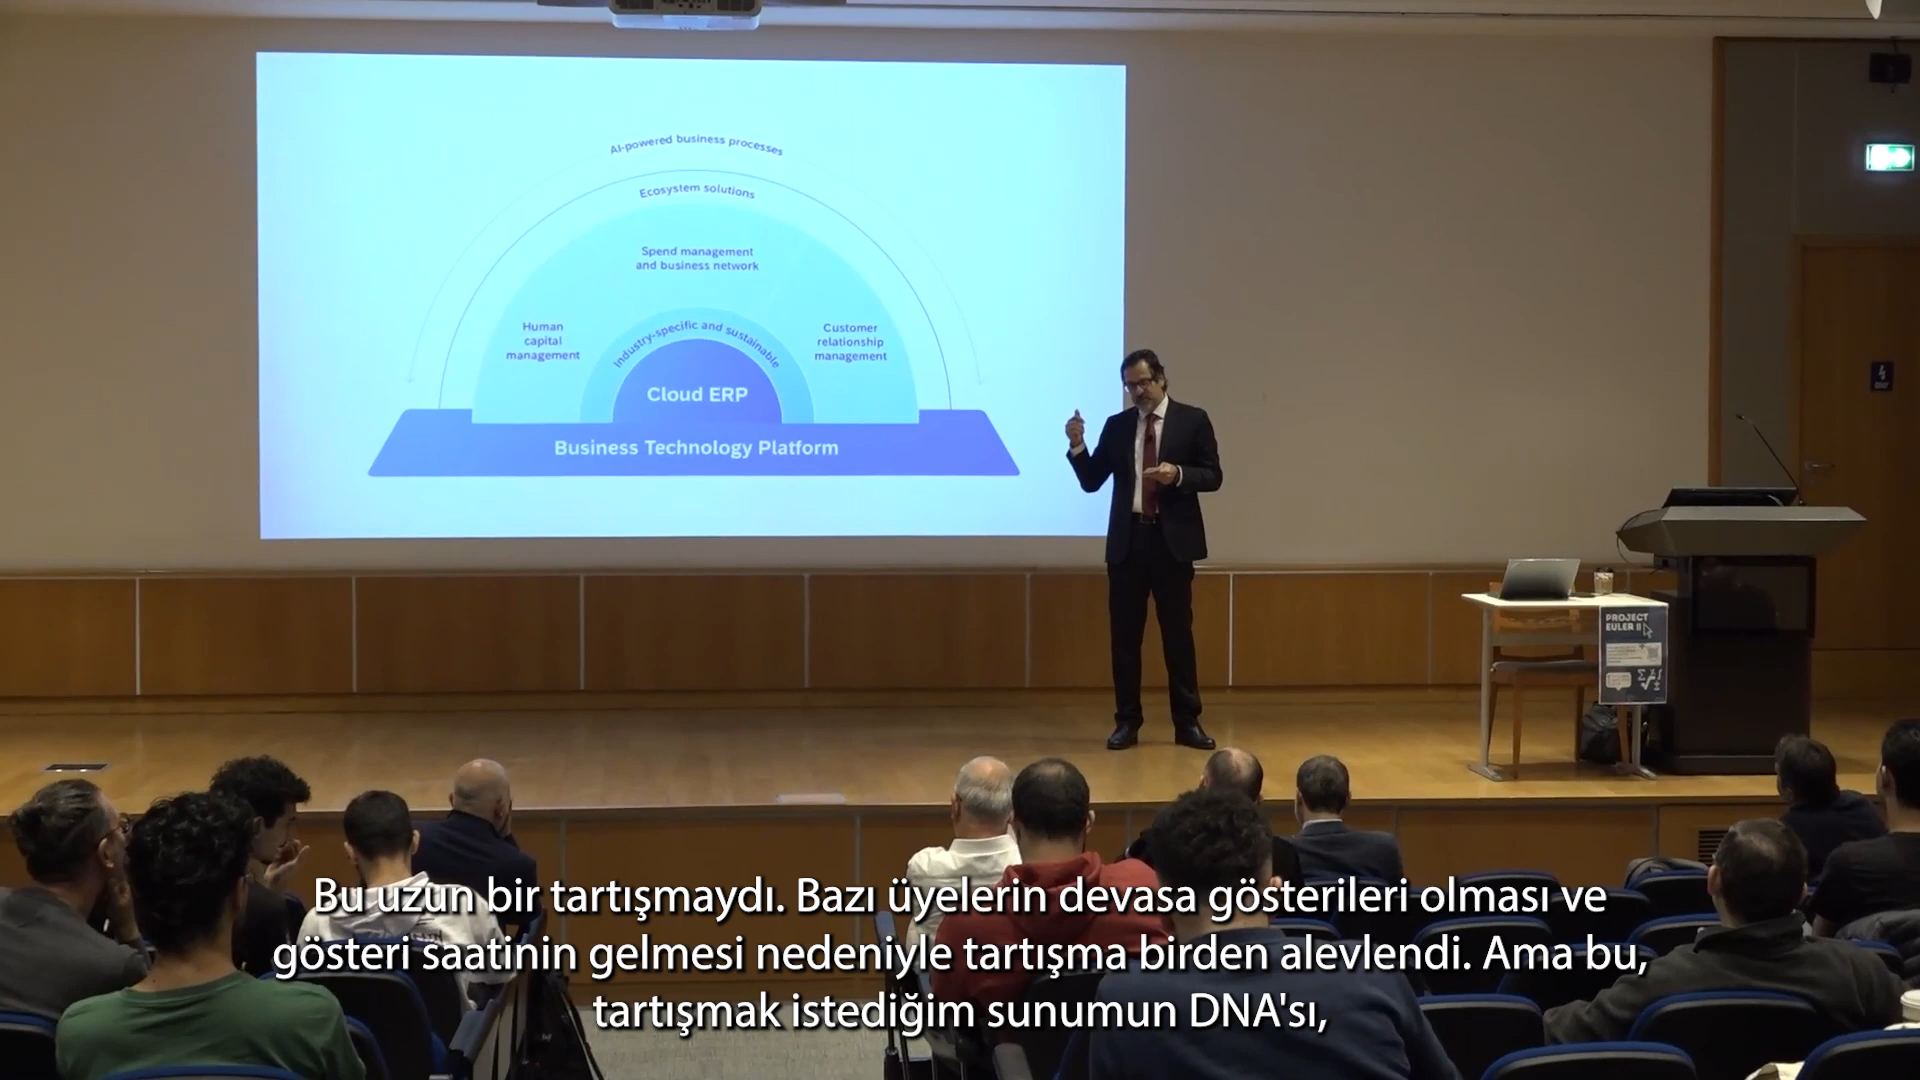 AI-powered business processes
Ecosystem solutions
Spend management
and business network
Human
capital
management
Industry-specific and sustainable
Customer
relationship
management
Cloud ERP
Business Technology Platform
PROJECT
EULER II
Bu uzun bir tartışmaydı. Bazı üyelerin devasa gösterileri olması ve
gösteri saatinin gelmesi nedeniyle tartışma birden alevlendi. Ama bu,
tartışmak istediğim sunumun DNA'sı,